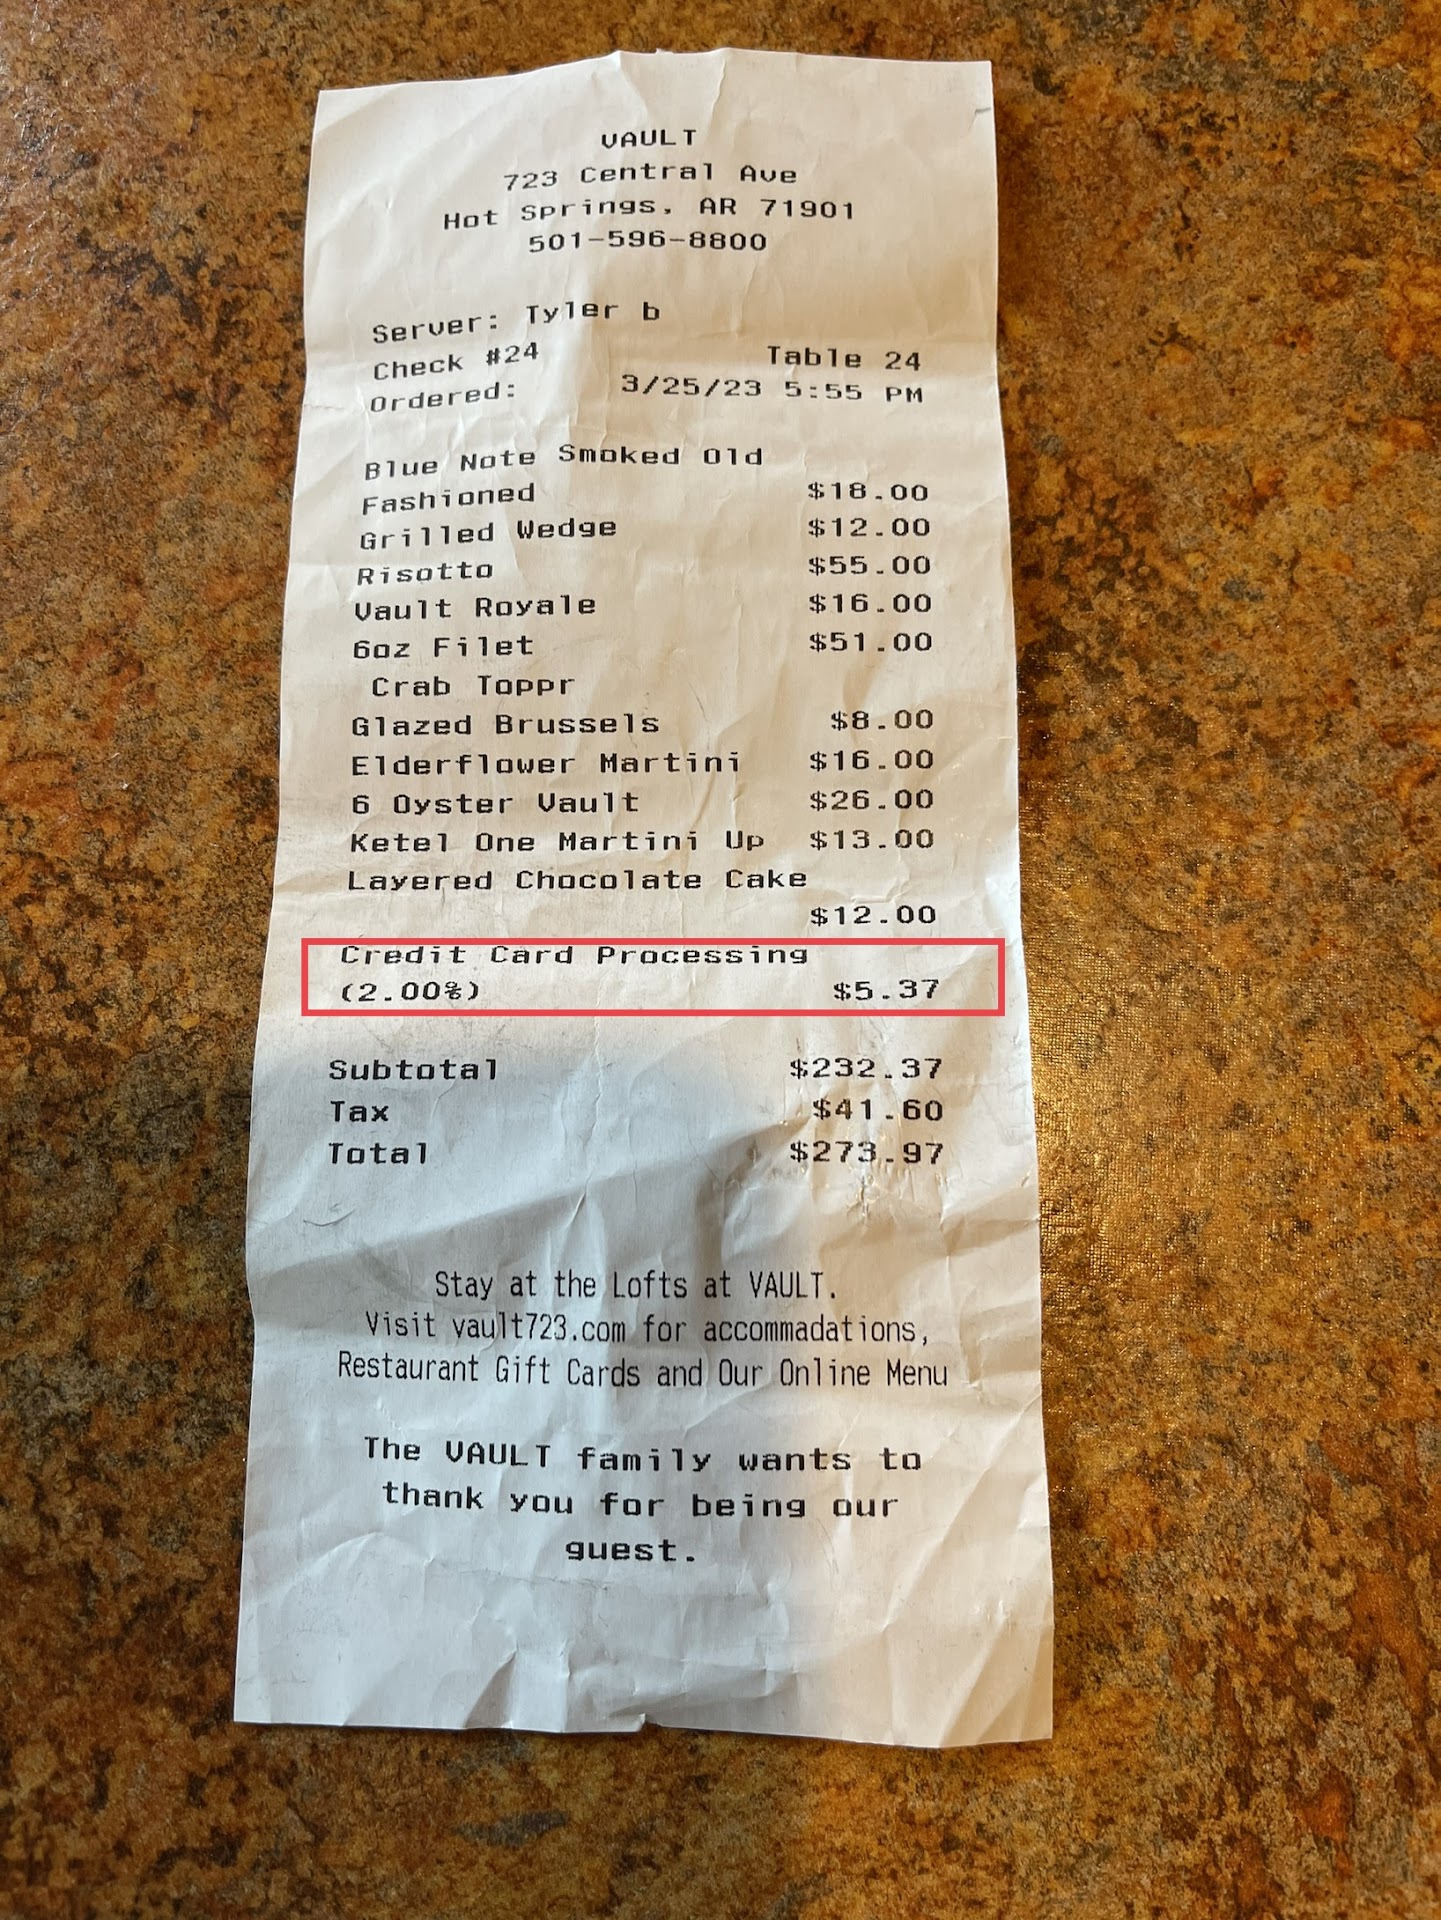 VAULT
723 Central Ave
Hot Springs, AR 71901
501-596-8800
Server: Tyler b
Check #24 Table 24
Ordered: 3/25/23 5:55 PM
Blue Note Smoked Old
Fashioned $18.00
Grilled Wedge $12.00
Risotto $55.00
Vault Royale $16.00
6oz Filet $51.00
Crab Toppr
Glazed Brussels $8.00
Elderflower Martini $16.00
6 Oyster Vault $26.00
Ketel One Martini Up $13.00
Layered Chocolate Cake
$12.00
Credit Card Processing
(2.00%) $5.37
Subtotal $232.37
Tax $41.60
Total $273.97
Stay at the Lofts at VAULT.
Visit vault723.com for accommadations,
Restaurant Gift Cards and Our Online Menu
The VAULT family wants to
thank you for being our
guest.